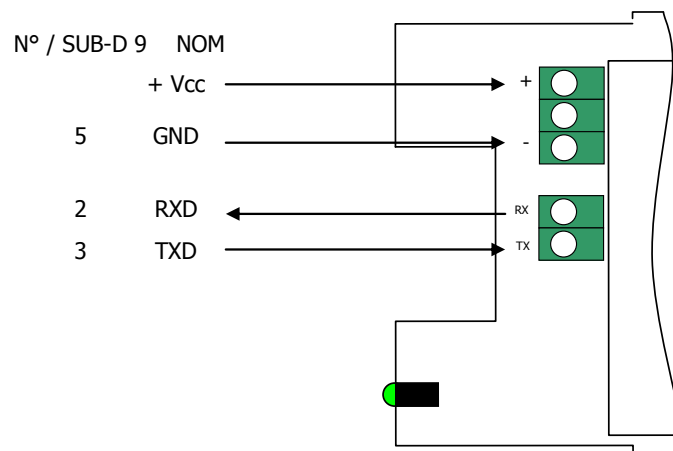 N° / SUB-D 9 NOM
+ Vcc +
5 GND -
2 RXD RX
3 TXD TX